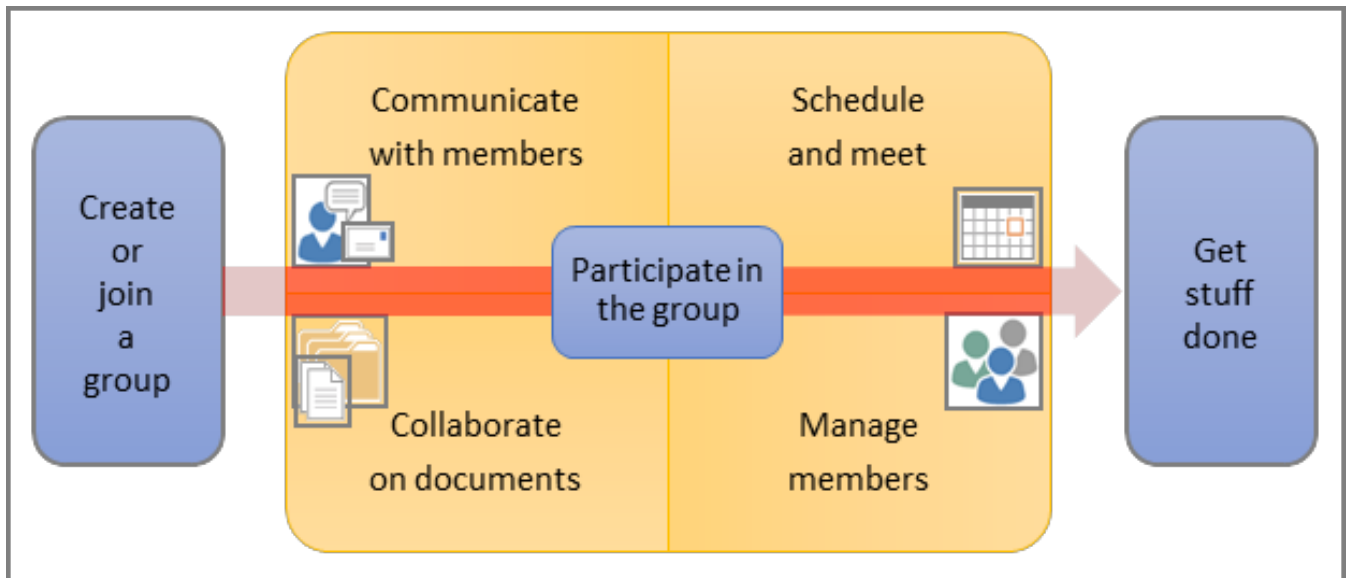 Create
or
join
a
group
Communicate
with members
Schedule
and meet
Participate in
the group
Collaborate
on documents
Manage
members
Get
stuff
done